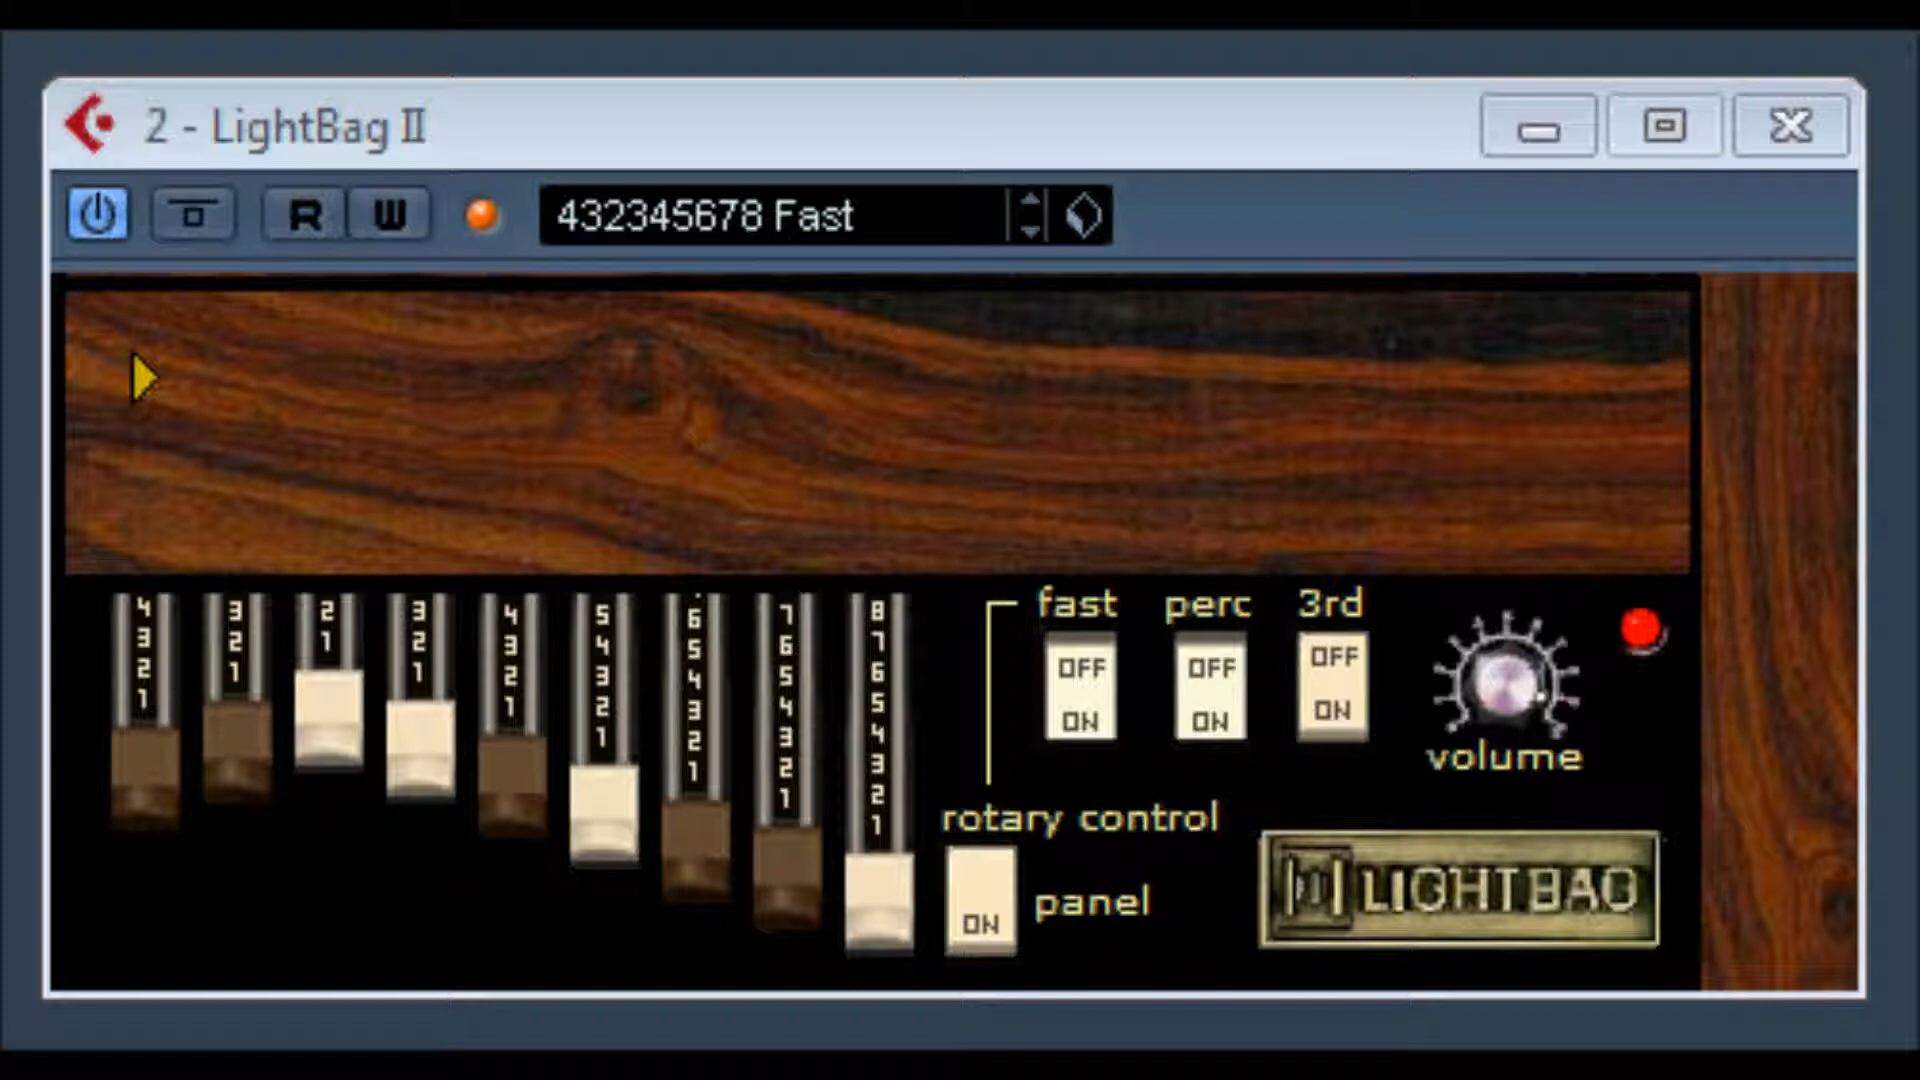 2 - LightBag II
R W 432345678 Fast
4 3 2 1
3 2 1
2 1
3 2 1
4 3 2 1
5 4 3 2 1
6 5 4 3 2 1
7 6 5 4 3 2 1
8 7 6 5 4 3 2 1
fast perc 3rd
OFF OFF OFF
ON ON ON
volume
rotary control
ON panel
LIGHTBAG